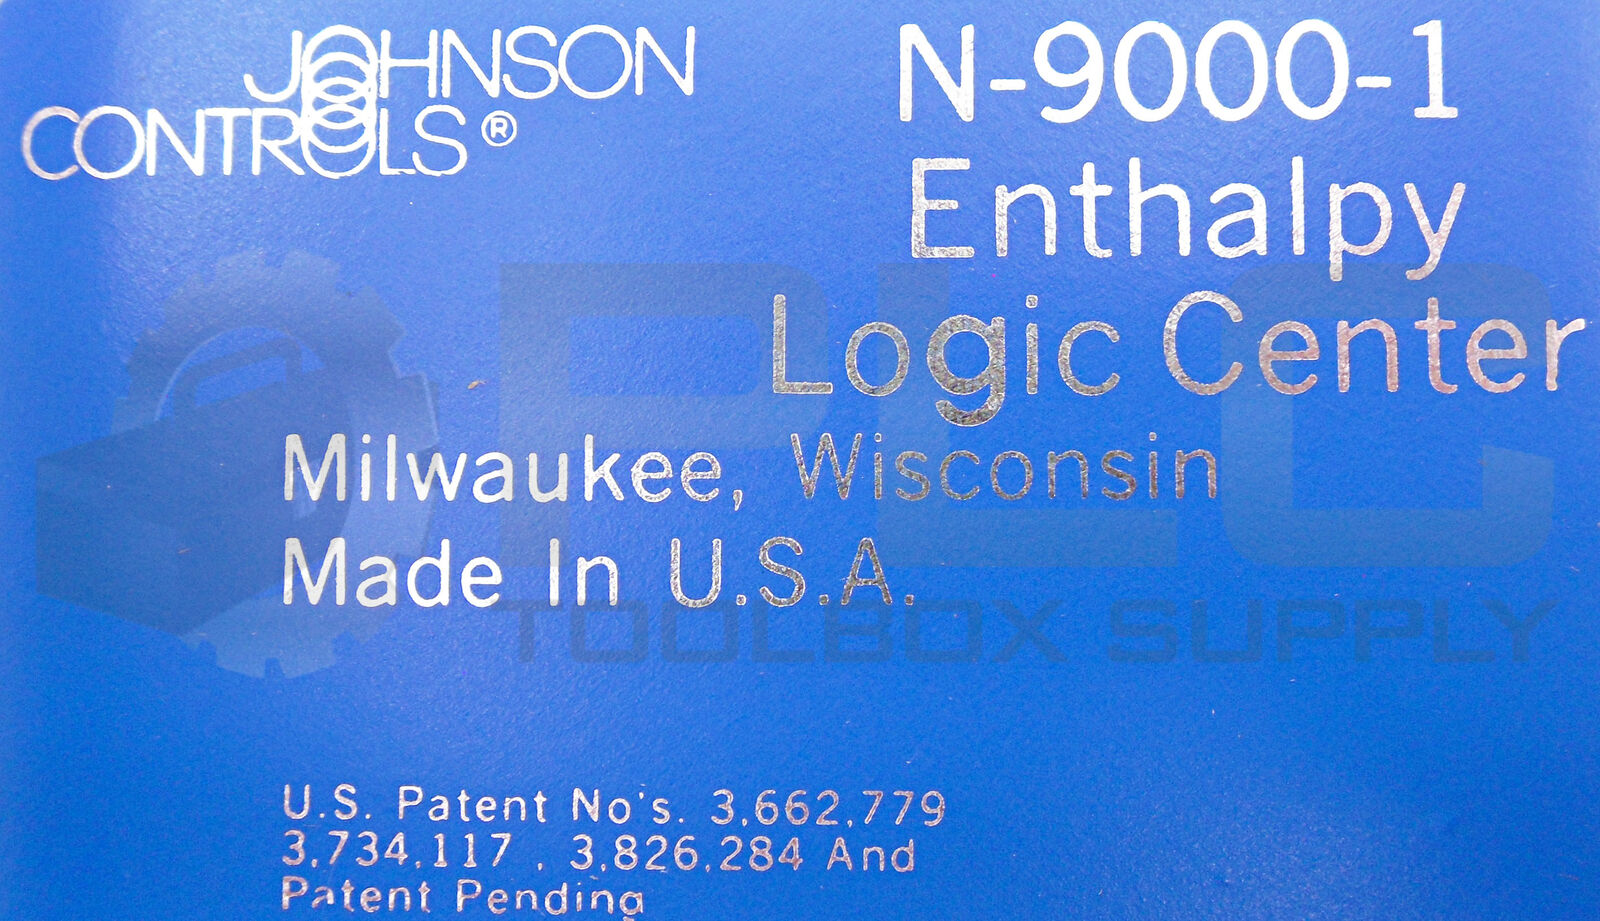 JOHNSON
CONTROLS®
N-9000-1
Enthalpy
Logic Center
Milwaukee, Wisconsin
Made In U.S.A.
PLC
TOOLBOX SUPPLY
U.S. Patent No's. 3,662,779
3,734,117 , 3,826,284 And
Patent Pending